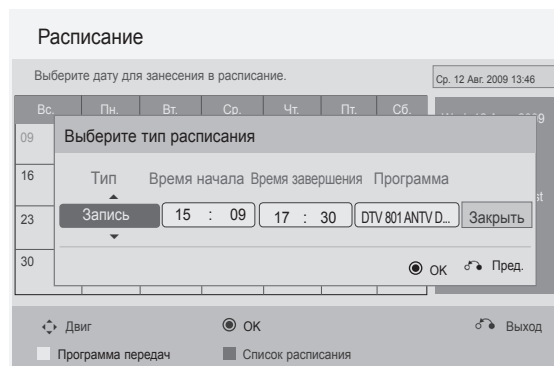 Расписание
Выберите дату для занесения в расписание.
Ср. 12 Авг. 2009 13:46
Вс. Пн. Вт. Ср. Чт. Пт. Сб.
09
Выберите тип расписания
16
Тип Время начала Время завершения Программа
23
Запись 15 : 09 17 : 30 DTV 801 ANTV D... Закрыть
30
OK Пред.
Двиг OK Выход
Программа передач Список расписания